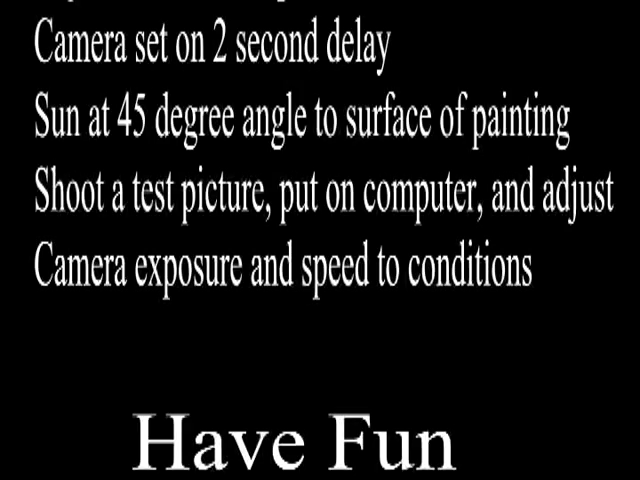 Camera set on 2 second delay
Sun at 45 degree angle to surface of painting
Shoot a test picture, put on computer, and adjust
Camera exposure and speed to conditions
Have Fun